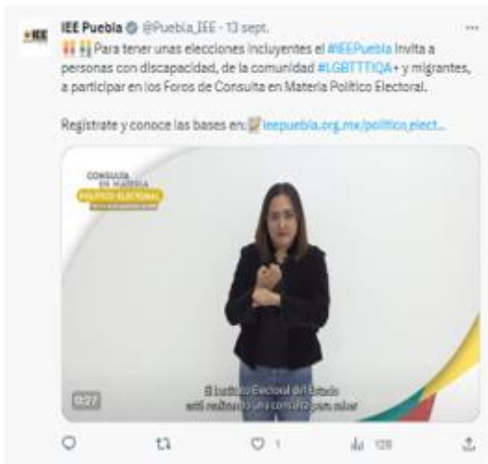 IEE Puebla @Puebla_IEE · 13 sept.
Para tener unas elecciones incluyentes el #IEEPuebla invita a
personas con discapacidad, de la comunidad #LGBTTTIQA+ y migrantes,
a participar en los Foros de Consulta en Materia Político Electoral.
Regístrate y conoce las bases en: ieepuebla.org.mx/politico_elect...
CONSULTA
EN MATERIA
POLÍTICO ELECTORAL
El Instituto Electoral del Estado
está realizando una consulta para saber
0:27
1
128